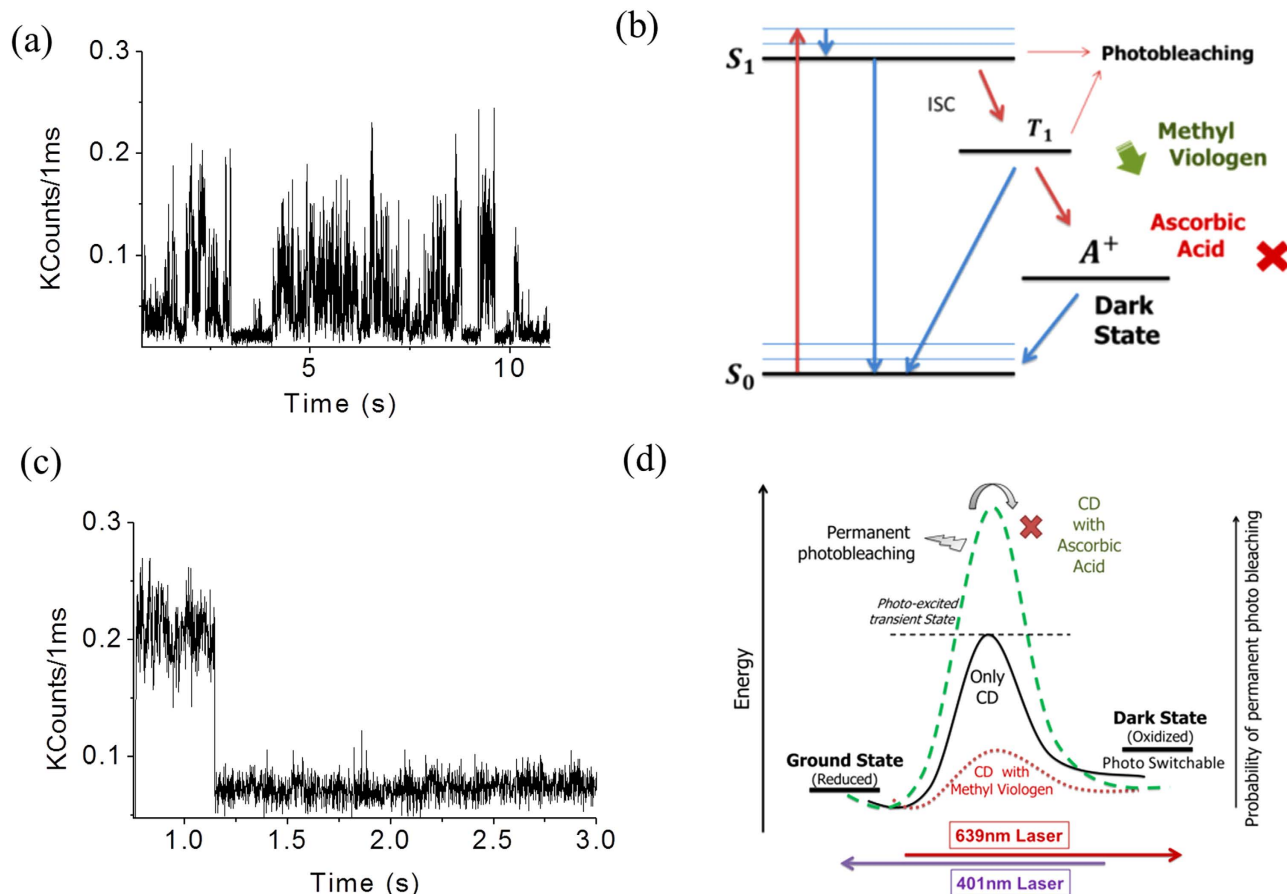 (a)
0.3
0.2
0.1
KCounts/1ms
5
10
Time (s)
(b)
S₁
Photobleaching
ISC
T₁
Methyl
Viologen
Ascorbic
Acid
A⁺
Dark
State
S₀
(c)
0.3
0.2
0.1
KCounts/1ms
1.0
1.5
2.0
2.5
3.0
Time (s)
(d)
Energy
Permanent
photobleaching
CD
with
Ascorbic
Acid
Photo-excited
transient State
Only
CD
Dark State
(Oxidized)
Photo Switchable
Ground State
(Reduced)
CD with
Methyl Viologen
Probability of permanent photo bleaching
639nm Laser
401nm Laser